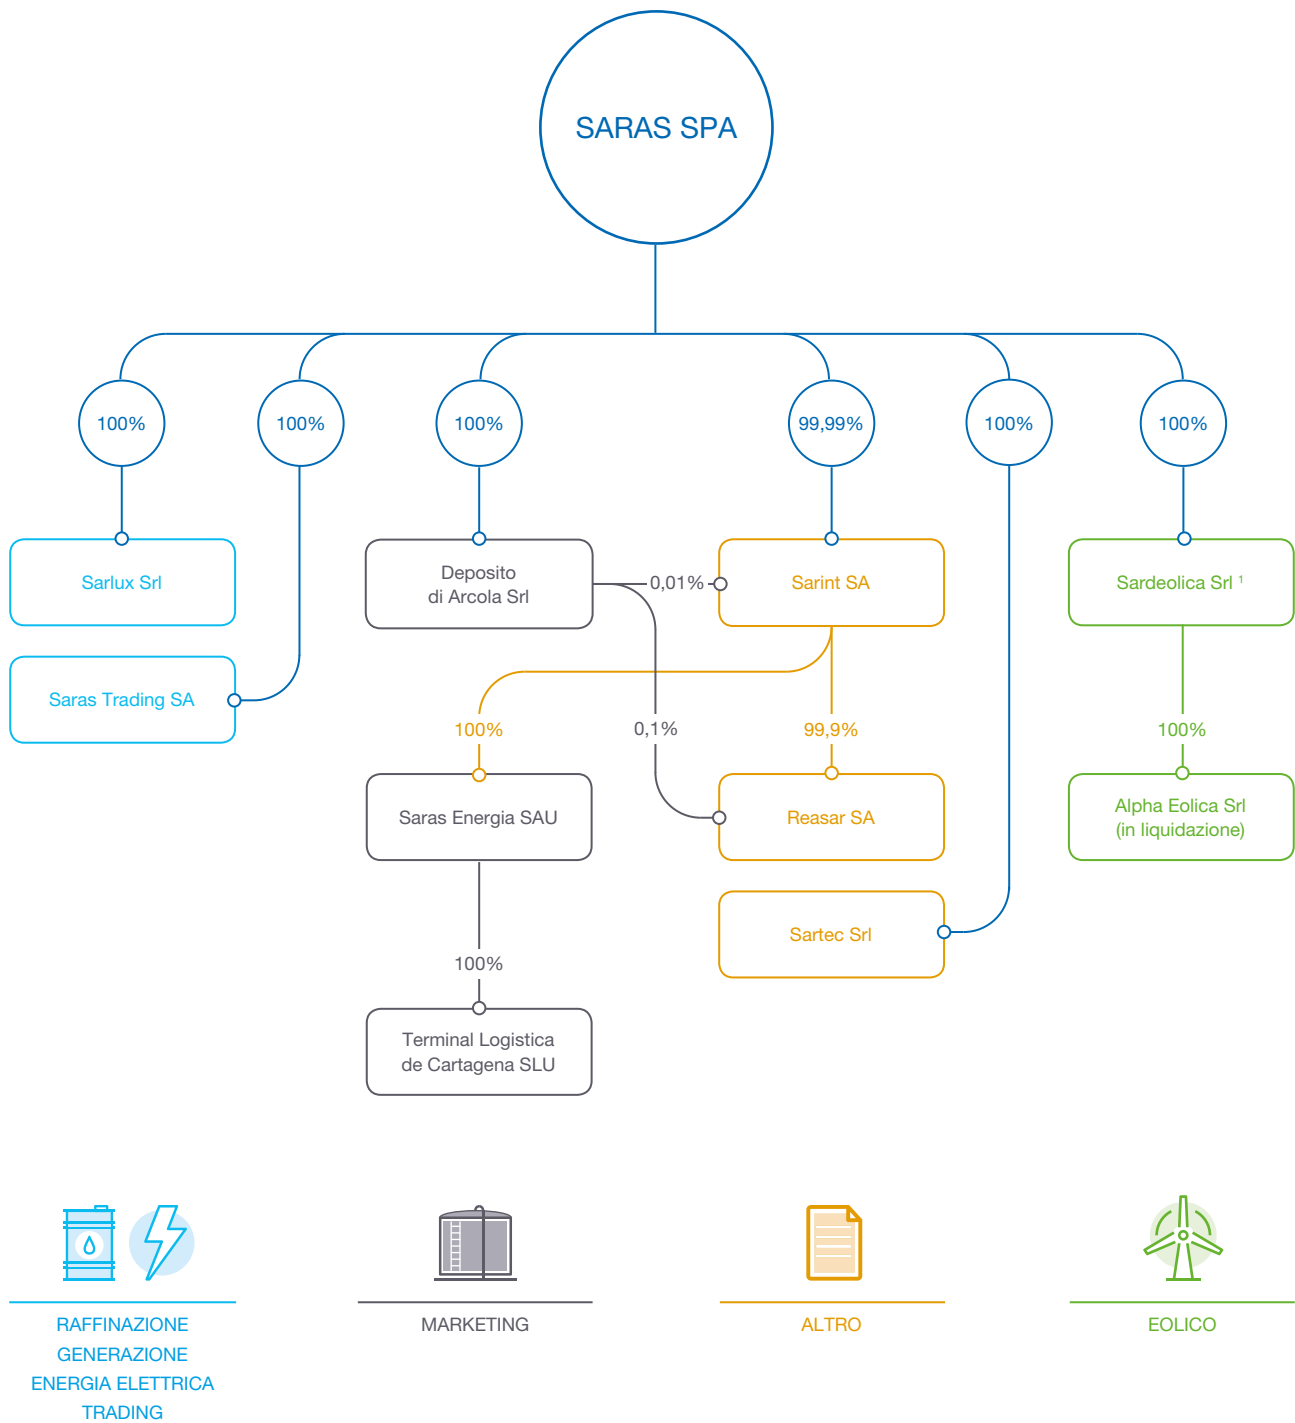 SARAS SPA
100%
100%
100%
99,99%
100%
100%
Sarlux Srl
Deposito
di Arcola Srl
0,01%
Sarint SA
Sardeolica Srl ¹
Saras Trading SA
100%
0,1%
99,9%
100%
Saras Energia SAU
Reasar SA
Alpha Eolica Srl
(in liquidazione)
Sartec Srl
100%
Terminal Logistica
de Cartagena SLU
RAFFINAZIONE
GENERAZIONE
ENERGIA ELETTRICA
TRADING
MARKETING
ALTRO
EOLICO